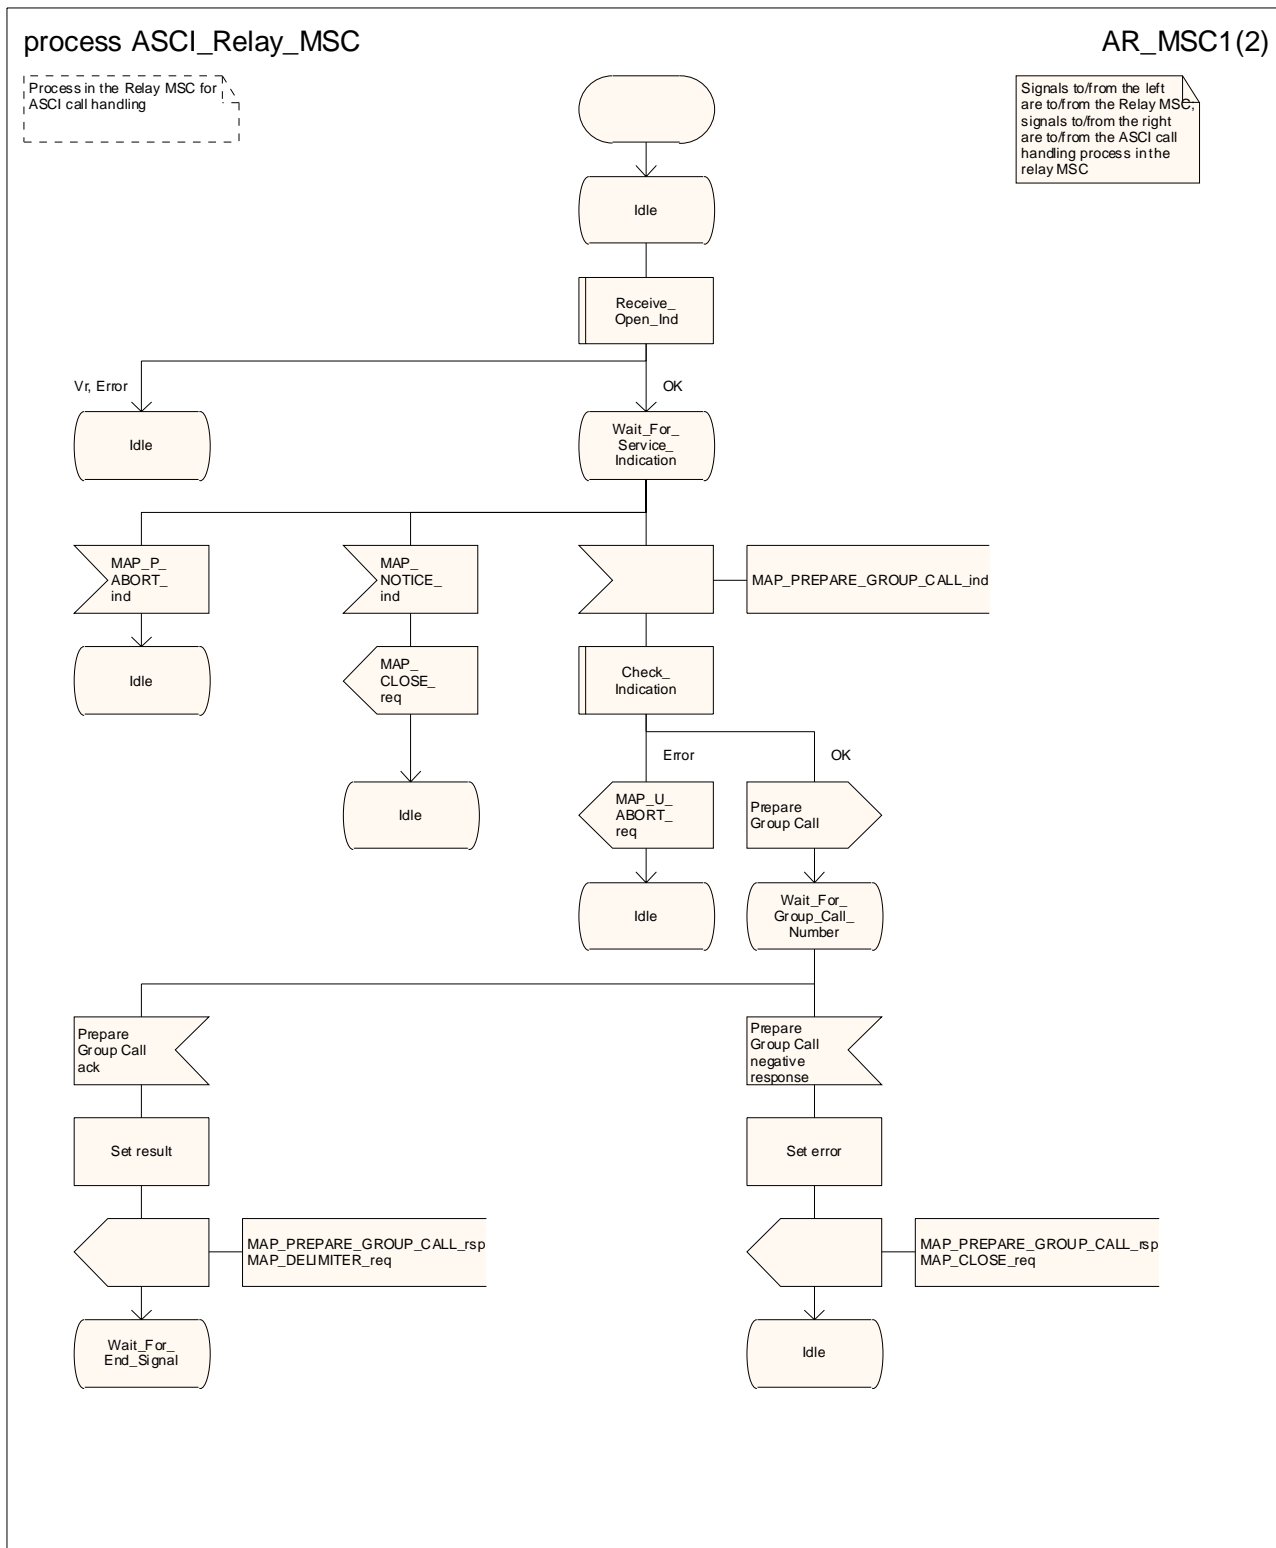 process ASCI_Relay_MSC
AR_MSC1(2)
Process in the Relay MSC for
ASCI call handling
Signals to/from the left
are to/from the Relay MSC;
signals to/from the right
are to/from the ASCI call
handling process in the
relay MSC
Idle
Receive_
Open_Ind
Vr, Error
OK
Idle
Wait_For_
Service_
Indication
MAP_P_
ABORT_
ind
MAP_
NOTICE_
ind
MAP_PREPARE_GROUP_CALL_ind
Idle
MAP_
CLOSE_
req
Check_
Indication
Error
OK
Idle
MAP_U_
ABORT_
req
Prepare
Group Call
Idle
Wait_For_
Group_Call_
Number
Prepare
Group Call
ack
Prepare
Group Call
negative
response
Set result
Set error
MAP_PREPARE_GROUP_CALL_rsp
MAP_DELIMITER_req
MAP_PREPARE_GROUP_CALL_rsp
MAP_CLOSE_req
Wait_For_
End_Signal
Idle